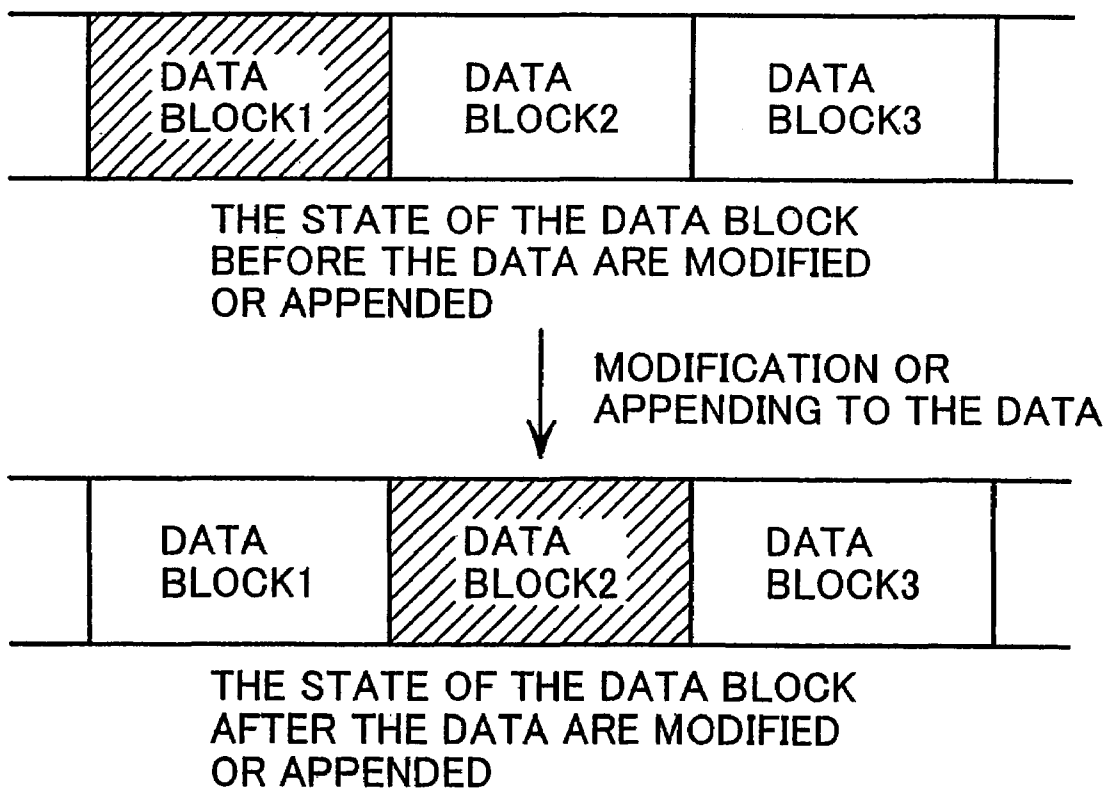 DATA
BLOCK1
DATA
BLOCK2
DATA
BLOCK3
THE STATE OF THE DATA BLOCK
BEFORE THE DATA ARE MODIFIED
OR APPENDED
MODIFICATION OR
APPENDING TO THE DATA
DATA
BLOCK1
DATA
BLOCK2
DATA
BLOCK3
THE STATE OF THE DATA BLOCK
AFTER THE DATA ARE MODIFIED
OR APPENDED